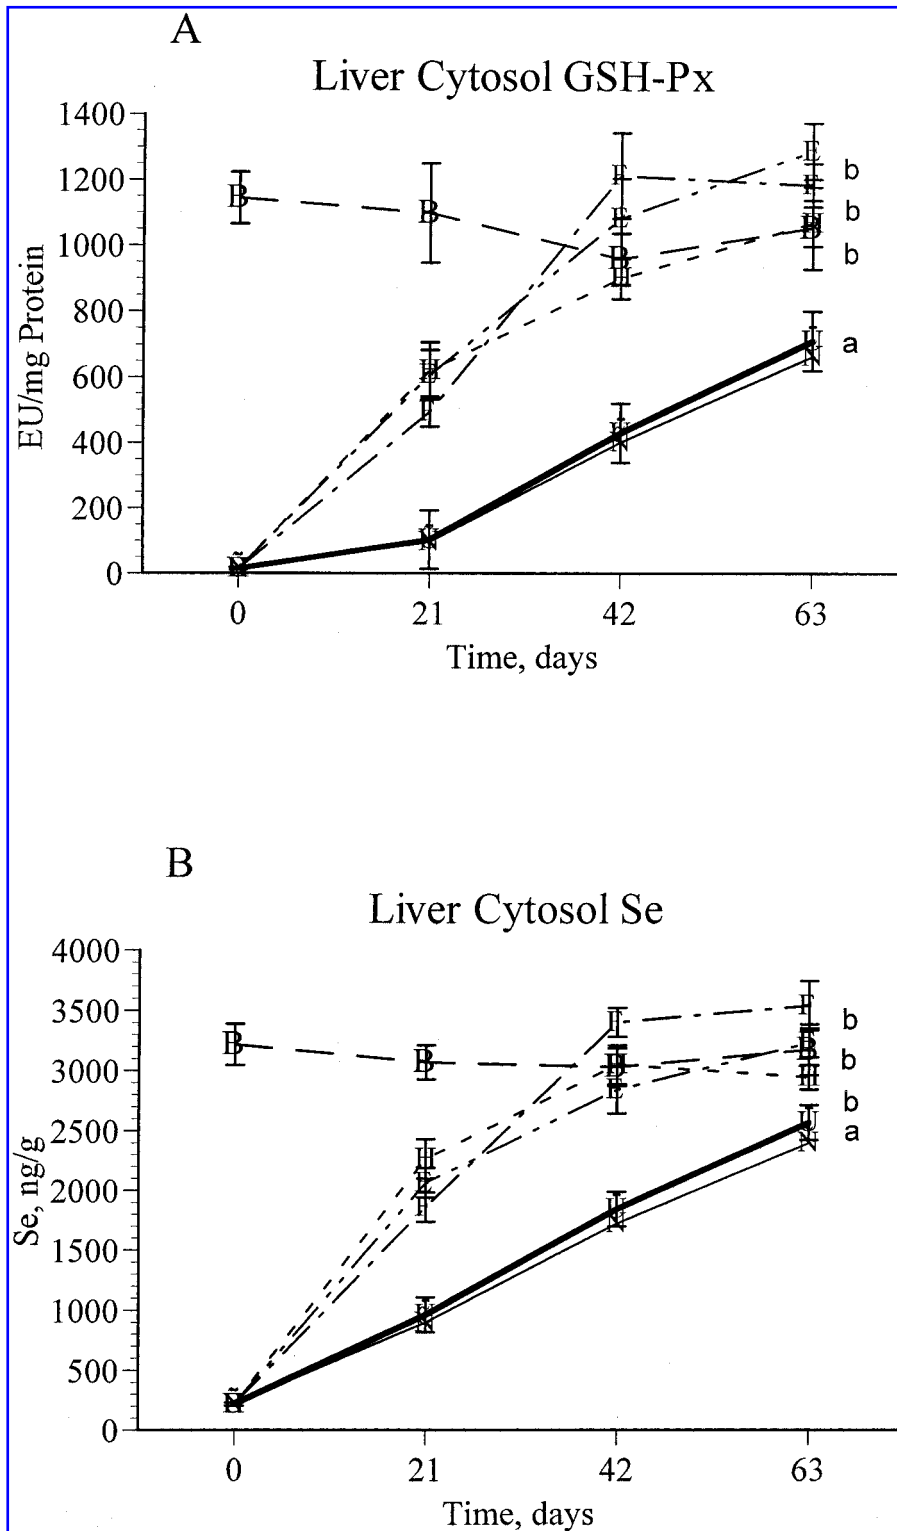 A
Liver Cytosol GSH-Px
EU/mg Protein
1400
1200
1000
800
600
400
200
0
B
B
B
B
E
E
H
U
N
b
b
b
a
0
21
42
63
Time, days
B
Liver Cytosol Se
Se, ng/g
4000
3500
3000
2500
2000
1500
1000
500
0
B
B
H
E
U
N
b
b
b
a
0
21
42
63
Time, days